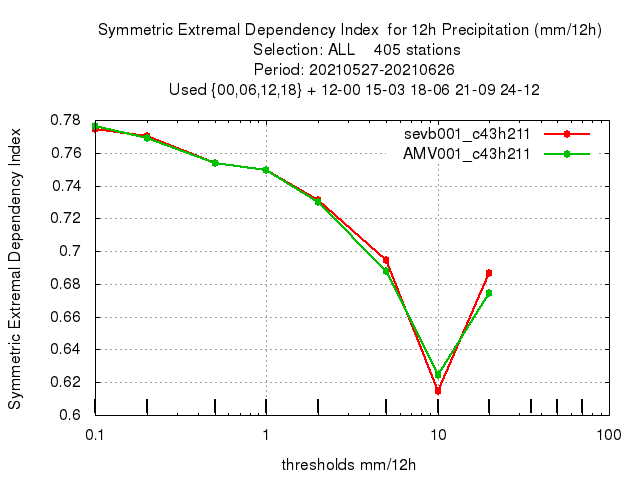 Symmetric Extremal Dependency Index  for 12h Precipitation (mm/12h)
Selection: ALL    405 stations
Period: 20210527-20210626
Used {00,06,12,18} + 12-00 15-03 18-06 21-09 24-12
Symmetric Extremal Dependency Index
0.78
0.76
0.74
0.72
0.7
0.68
0.66
0.64
0.62
0.6
sevb001_c43h211
AMV001_c43h211
0.1
1
10
100
thresholds mm/12h